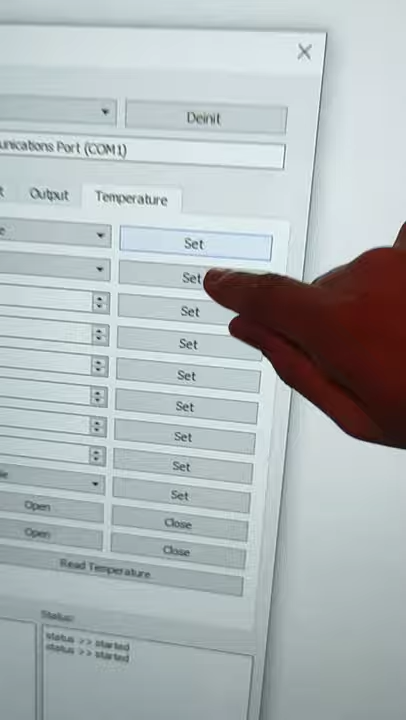 Deinit
unications Port (COM1)
Output Temperature
Set
Set
Set
Set
Set
Set
Set
Set
Set
Open Close
Open Close
Read Temperature
Status:
status >> started
status >> started